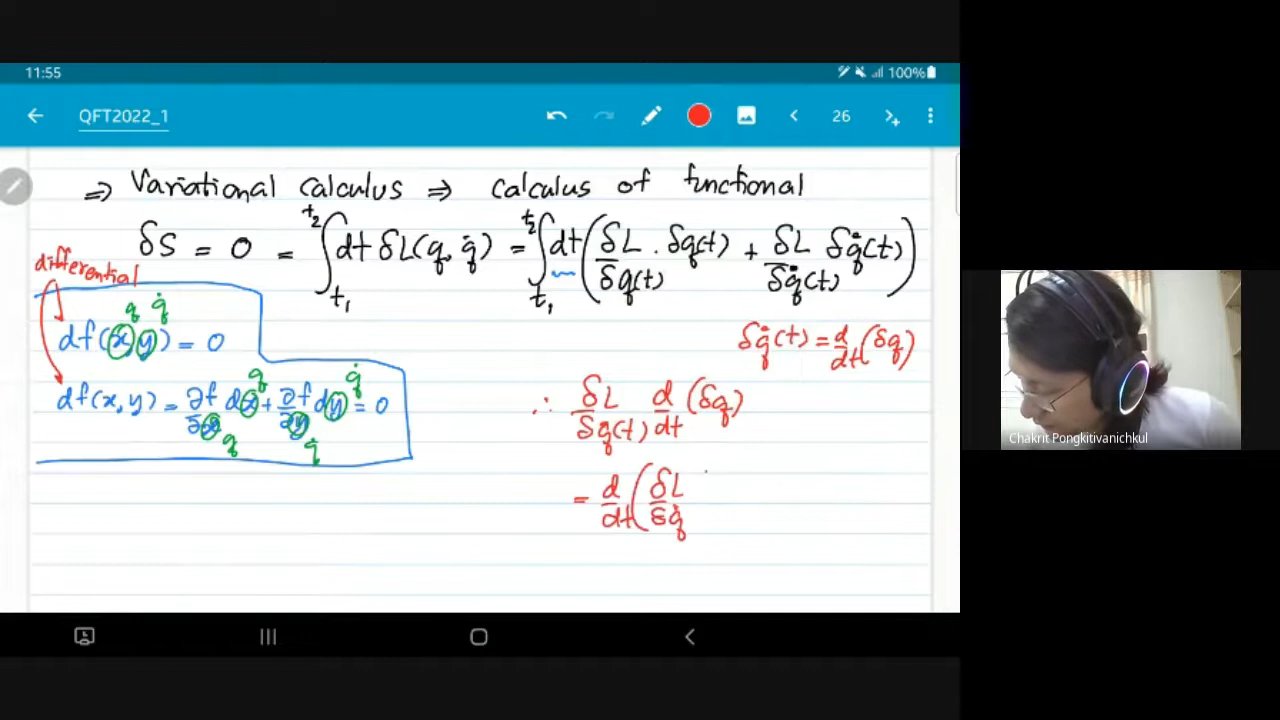 11:55 100%
QFT2022_1 26
⇒ Variational calculus ⇒ calculus of functional
δS = 0 = ∫_{t₁}^{t₂} dt δL(q, q̇) = ∫_{t₁}^{t₂} dt (δL/δq(t) · δq(t) + δL/δq̇(t) δq̇(t))
differential
q q̇
df(x, y) = 0
δq̇(t) = d/dt (δq)
q q̇
df(x, y) = ∂f/∂x dx + ∂f/∂y dy = 0
q q̇
∴ δL/δq̇(t) d/dt (δq)
= d/dt (δL/δq̇
Chakrit Pongkitivanichkul